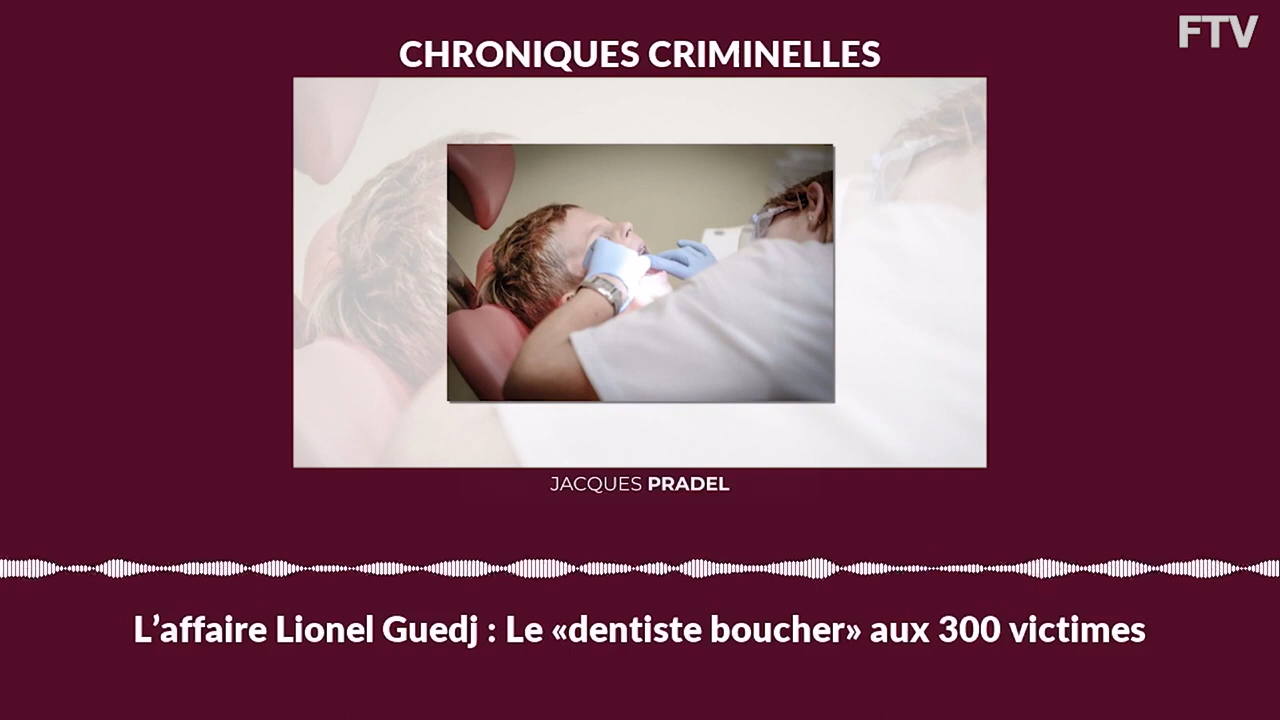 FTV
CHRONIQUES CRIMINELLES
JACQUES PRADEL
L’affaire Lionel Guedj : Le «dentiste boucher» aux 300 victimes